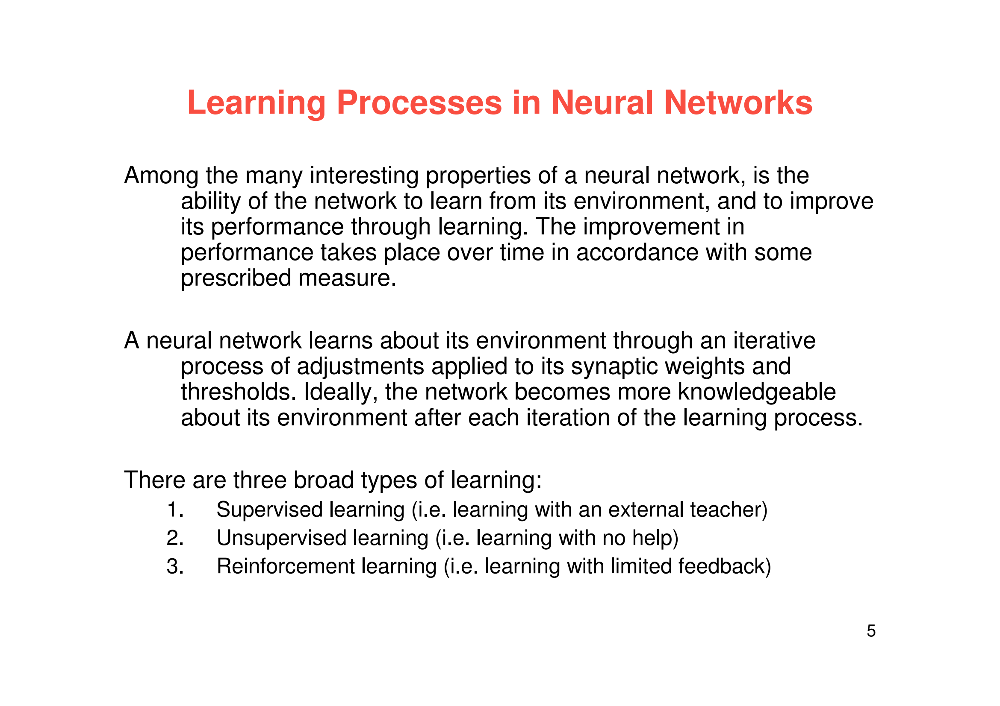 Learning Processes in Neural Networks
Among the many interesting properties of a neural network, is the
ability of the network to learn from its environment, and to improve
its performance through learning. The improvement in
performance takes place over time in accordance with some
prescribed measure.
A neural network learns about its environment through an iterative
process of adjustments applied to its synaptic weights and
thresholds. Ideally, the network becomes more knowledgeable
about its environment after each iteration of the learning process.
There are three broad types of learning:
1. Supervised learning (i.e. learning with an external teacher)
2. Unsupervised learning (i.e. learning with no help)
3. Reinforcement learning (i.e. learning with limited feedback)
5